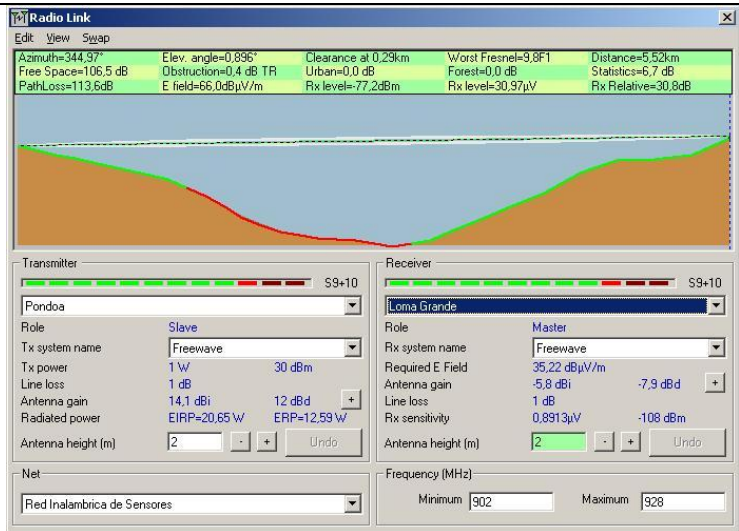 Radio Link
Edit View Swap
Azimuth=344,97° Elev. angle=0,896° Clearance at 0,29km Worst Fresnel=9,8F1 Distance=5,52km
Free Space=106,5 dB Obstruction=0,4 dB TR Urban=0,0 dB Forest=0,0 dB Statistics=6,7 dB
PathLoss=113,6dB E field=66,0dBµV/m Rx level=-77,2dBm Rx level=30,97µV Rx Relative=30,8dB
Transmitter
S9+10
Pondoa
Role Slave
Tx system name Freewave
Tx power 1 W 30 dBm
Line loss 1 dB
Antenna gain 14,1 dBi 12 dBd +
Radiated power EIRP=20,65 W ERP=12,59 W
Antenna height (m) 2 - + Undo
Receiver
S9+10
Loma Grande
Role Master
Rx system name Freewave
Required E Field 35,22 dBµV/m
Antenna gain -5,8 dBi -7,9 dBd +
Line loss 1 dB
Rx sensitivity 0,8913µV -108 dBm
Antenna height (m) 2 - + Undo
Net
Red Inalambrica de Sensores
Frequency (MHz)
Minimum 902 Maximum 928